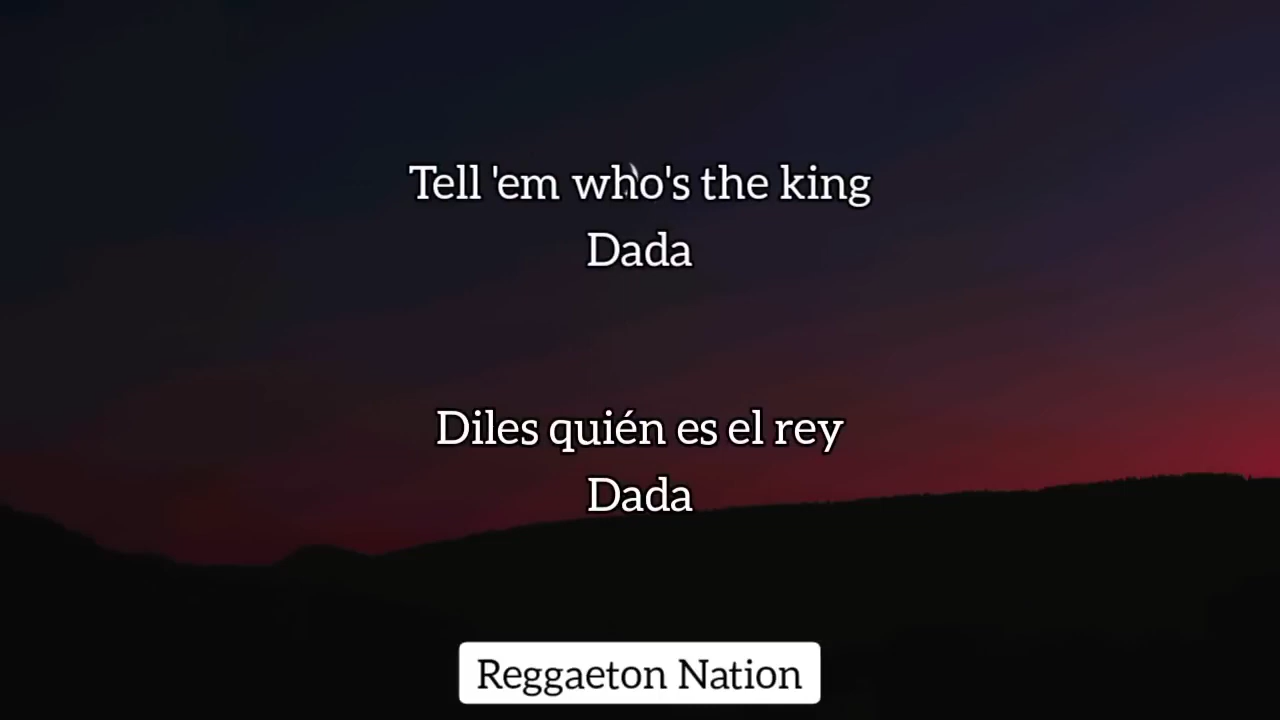 Tell 'em who's the king
Dada
Diles quién es el rey
Dada
Reggaeton Nation